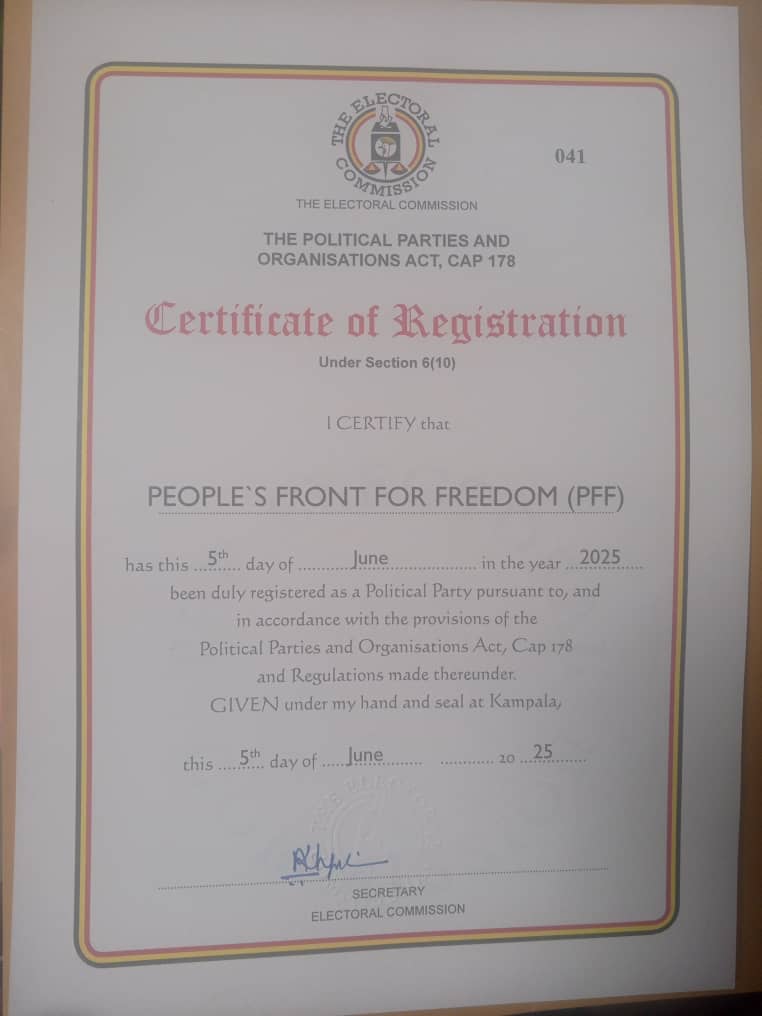 THE ELECTORAL COMMISSION
041
THE ELECTORAL COMMISSION
THE POLITICAL PARTIES AND
ORGANISATIONS ACT, CAP 178
Certificate of Registration
Under Section 6(10)
I CERTIFY that
PEOPLE`S FRONT FOR FREEDOM (PFF)
has this ...5th...... day of ......June...... in the year ...2025......
been duly registered as a Political Party pursuant to, and
in accordance with the provisions of the
Political Parties and Organisations Act, Cap 178
and Regulations made thereunder.
GIVEN under my hand and seal at Kampala,
this .....5th..... day of .....June........ ............ 20 ...25.........
THE ELECTORAL
SECRETARY
ELECTORAL COMMISSION